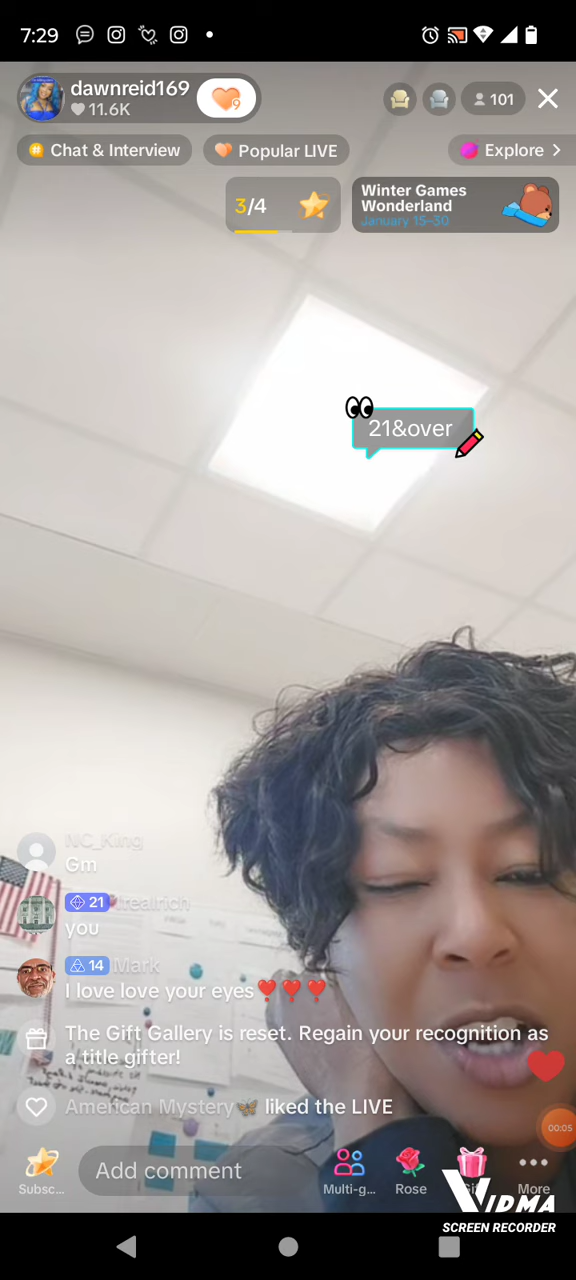 7:29
dawnreid169
11.6K
101
Chat & Interview
Popular LIVE
Explore
3/4
Winter Games
Wonderland
January 15–30
21&over
NC_King
Gm
21
you
14 Mark
I love love your eyes❤️❤️❤️
The Gift Gallery is reset. Regain your recognition as
a title gifter!
American Mystery🦋 liked the LIVE
00:05
Add comment
Subsc...
Multi-g...
Rose
More
VIDMA
SCREEN RECORDER